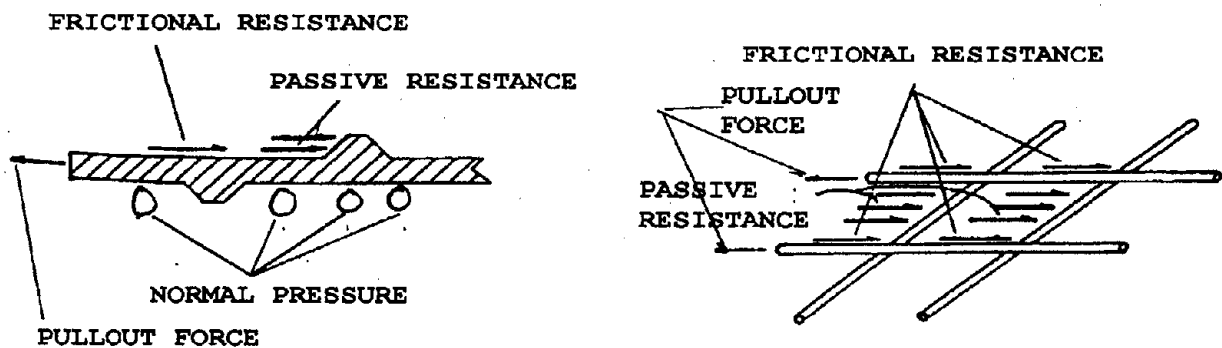 FRICTIONAL RESISTANCE
PASSIVE RESISTANCE
NORMAL PRESSURE
PULLOUT FORCE
FRICTIONAL RESISTANCE
PULLOUT
FORCE
PASSIVE
RESISTANCE